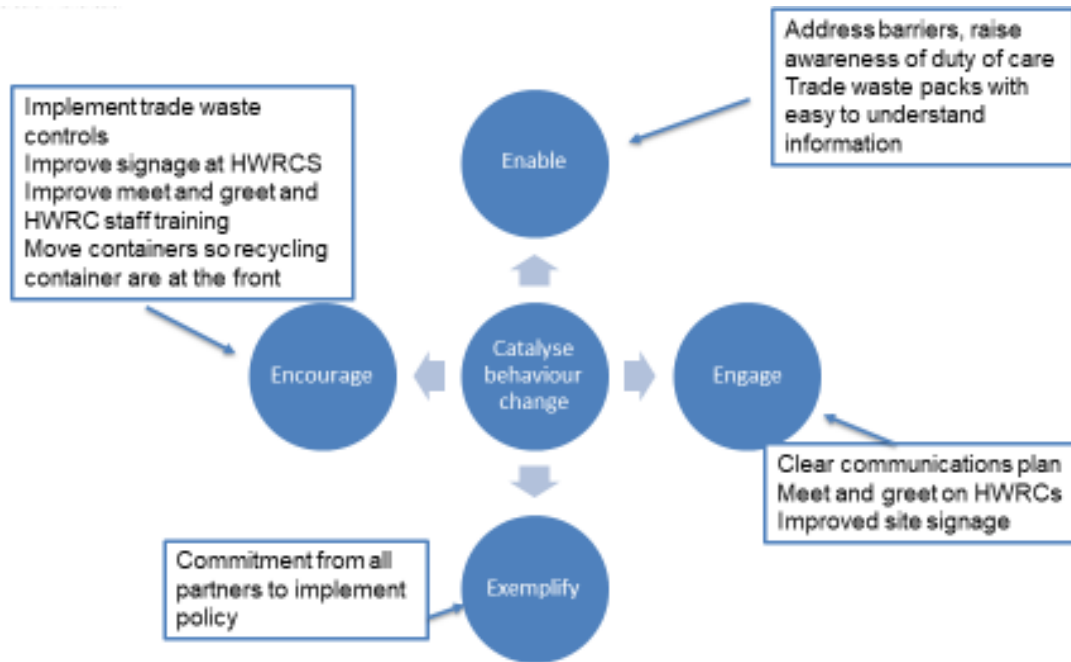 Address barriers, raise
awareness of duty of care
Trade waste packs with
easy to understand
information
Implement trade waste
controls
Improve signage at HWRCS
Improve meet and greet and
HWRC staff training
Move containers so recycling
container are at the front
Enable
Encourage
Catalyse
behaviour
change
Engage
Clear communications plan
Meet and greet on HWRCs
Improved site signage
Commitment from all
partners to implement
policy
Exemplify